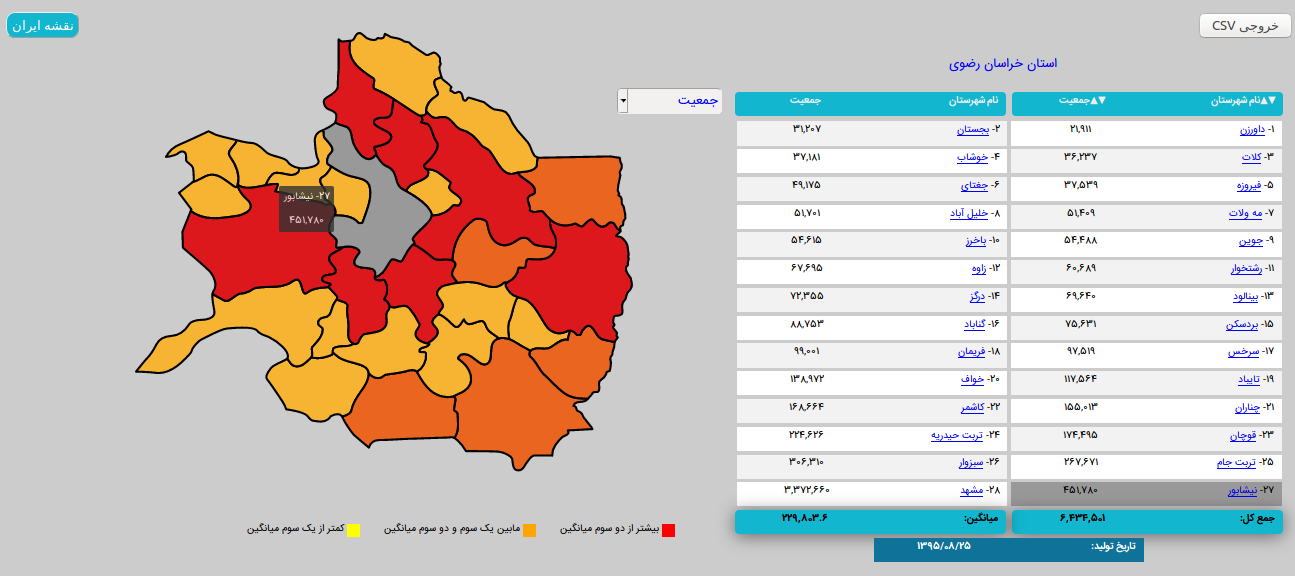 خروجی CSV
نقشه ایران
استان خراسان رضوی
جمعیت
▼▲نام شهرستان ▼▲جمعیت نام شهرستان جمعیت
۱- داورزن ۲۱,۹۱۱ ۲- بجستان ۳۱,۲۰۷
۳- کلات ۳۶,۲۳۷ ۴- خوشاب ۳۷,۱۸۱
۵- فیروزه ۳۷,۵۳۹ ۶- جغتای ۴۹,۱۷۵
۷- مه ولات ۵۱,۴۰۹ ۸- خلیل آباد ۵۱,۷۰۱
۹- جوین ۵۴,۴۸۸ ۱۰- باخرز ۵۴,۶۱۵
۱۱- رشتخوار ۶۰,۶۸۹ ۱۲- زاوه ۶۷,۶۹۵
۱۳- بینالود ۶۹,۶۴۰ ۱۴- درگز ۷۲,۳۵۵
۱۵- بردسکن ۷۵,۶۳۱ ۱۶- گناباد ۸۸,۷۵۳
۱۷- سرخس ۹۷,۵۱۹ ۱۸- فریمان ۹۹,۰۰۱
۱۹- تایباد ۱۱۷,۵۶۴ ۲۰- خواف ۱۳۸,۹۷۲
۲۱- چناران ۱۵۵,۰۱۳ ۲۲- کاشمر ۱۶۸,۶۶۴
۲۳- قوچان ۱۷۴,۴۹۵ ۲۴- تربت حیدریه ۲۲۴,۶۲۶
۲۵- تربت جام ۲۶۷,۶۷۱ ۲۶- سبزوار ۳۰۶,۳۱۰
۲۷- نیشابور ۴۵۱,۷۸۰ ۲۸- مشهد ۳,۳۷۲,۶۶۰
جمع کل: ۶,۴۳۴,۵۰۱ میانگین: ۲۲۹,۸۰۳.۶
تاریخ تولید: ۱۳۹۵/۰۸/۲۵
۲۷- نیشابور
۴۵۱,۷۸۰
بیشتر از دو سوم میانگین مابین یک سوم و دو سوم میانگین کمتر از یک سوم میانگین